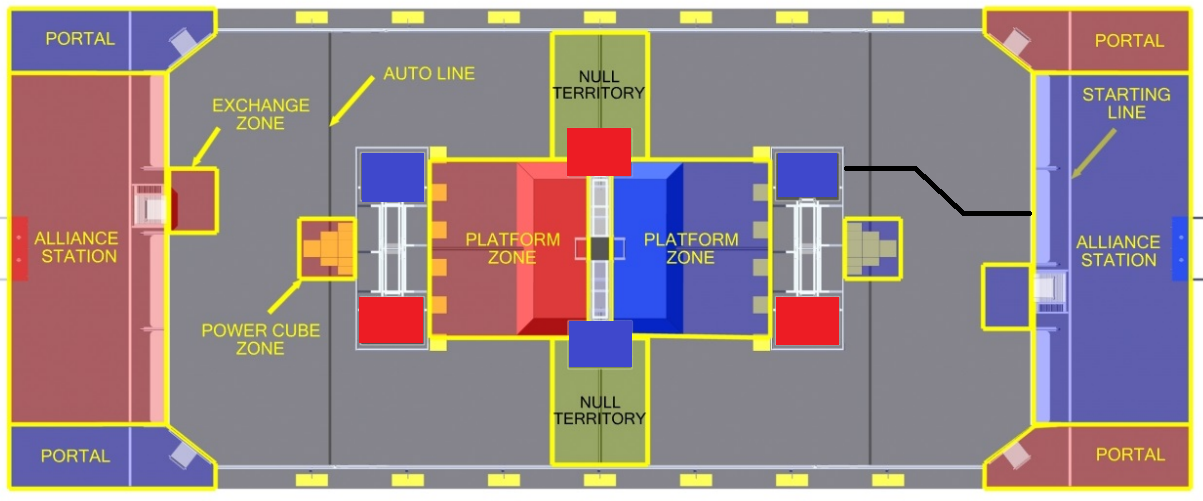 PORTAL
PORTAL
AUTO LINE
NULL
TERRITORY
EXCHANGE
ZONE
STARTING
LINE
ALLIANCE
STATION
PLATFORM
ZONE
PLATFORM
ZONE
ALLIANCE
STATION
POWER CUBE
ZONE
NULL
TERRITORY
PORTAL
PORTAL